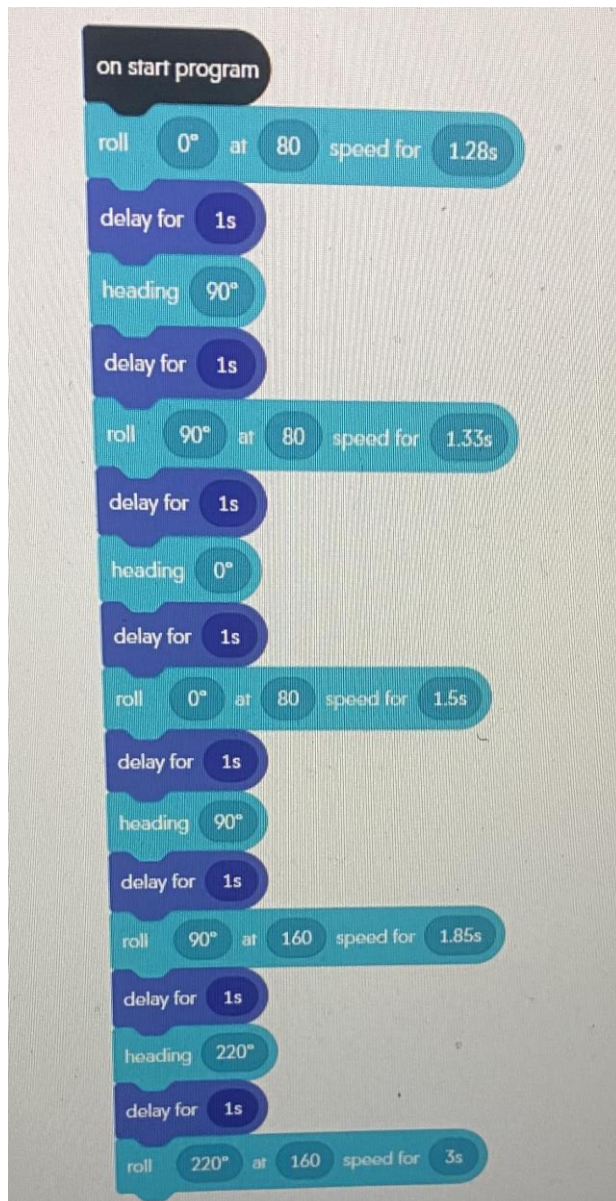 on start program
roll 0° at 80 speed for 1.28s
delay for 1s
heading 90°
delay for 1s
roll 90° at 80 speed for 1.33s
delay for 1s
heading 0°
delay for 1s
roll 0° at 80 speed for 1.5s
delay for 1s
heading 90°
delay for 1s
roll 90° at 160 speed for 1.85s
delay for 1s
heading 220°
delay for 1s
roll 220° at 160 speed for 3s